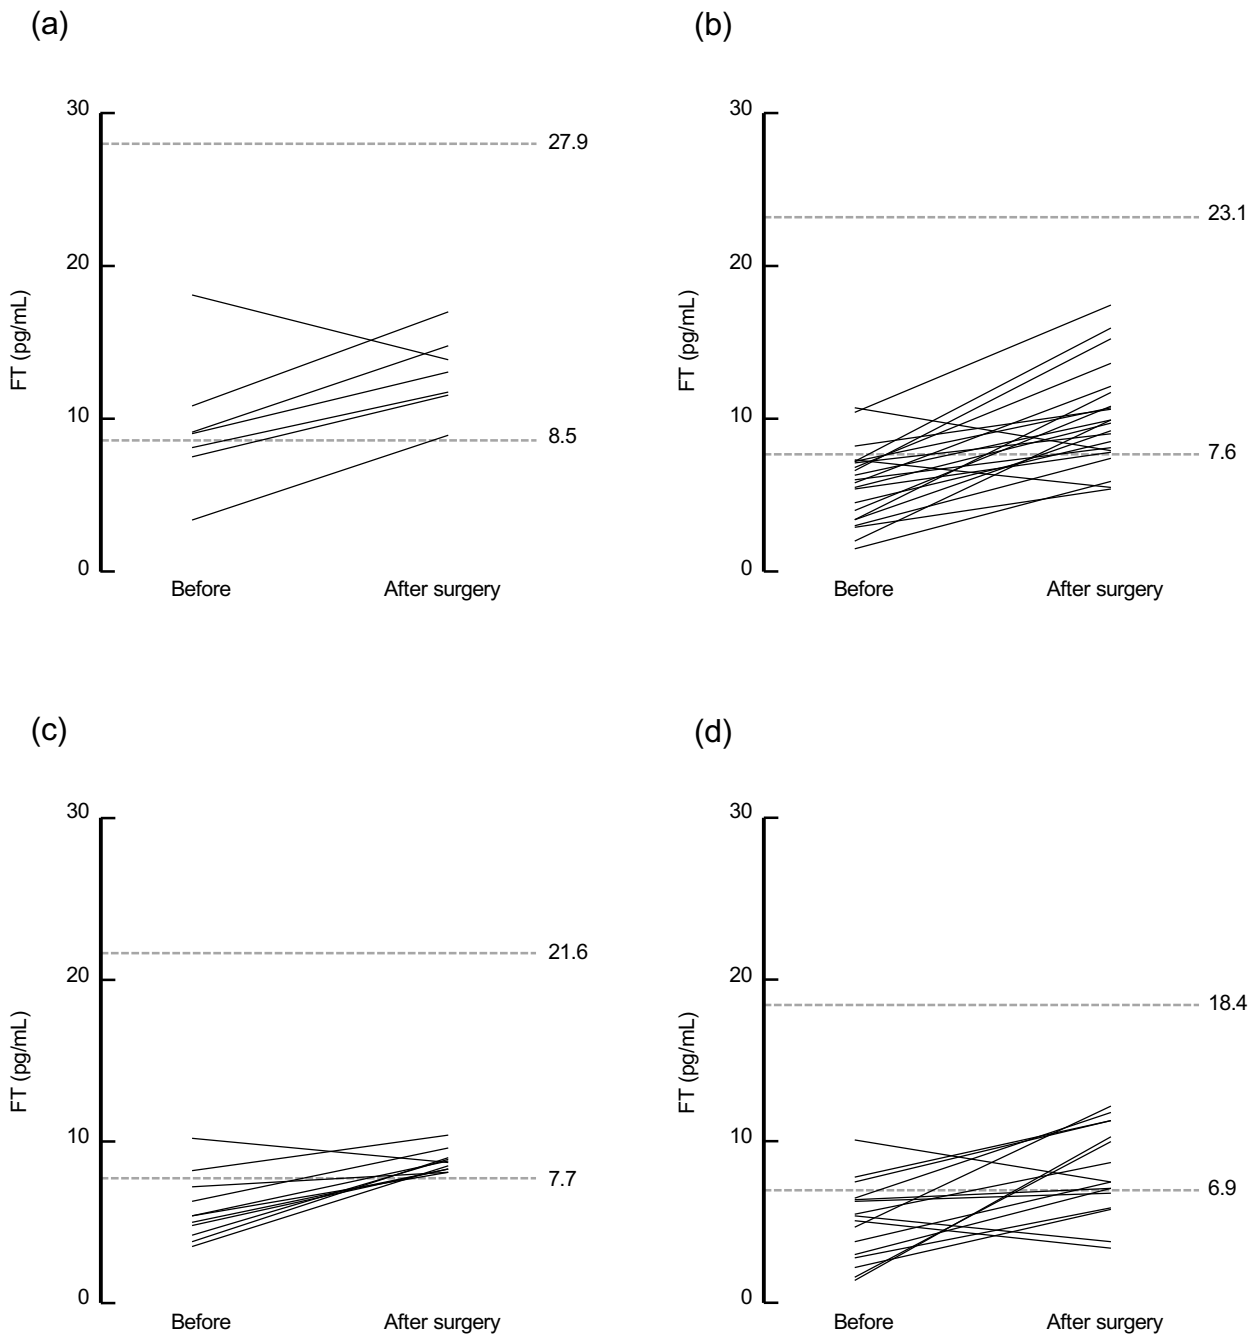 (a)
30
27.9
20
FT (pg/mL)
10
8.5
0
Before
After surgery
(b)
30
23.1
20
FT (pg/mL)
10
7.6
0
Before
After surgery
(c)
30
21.6
20
FT (pg/mL)
10
7.7
0
Before
After surgery
(d)
30
20
18.4
FT (pg/mL)
10
6.9
0
Before
After surgery